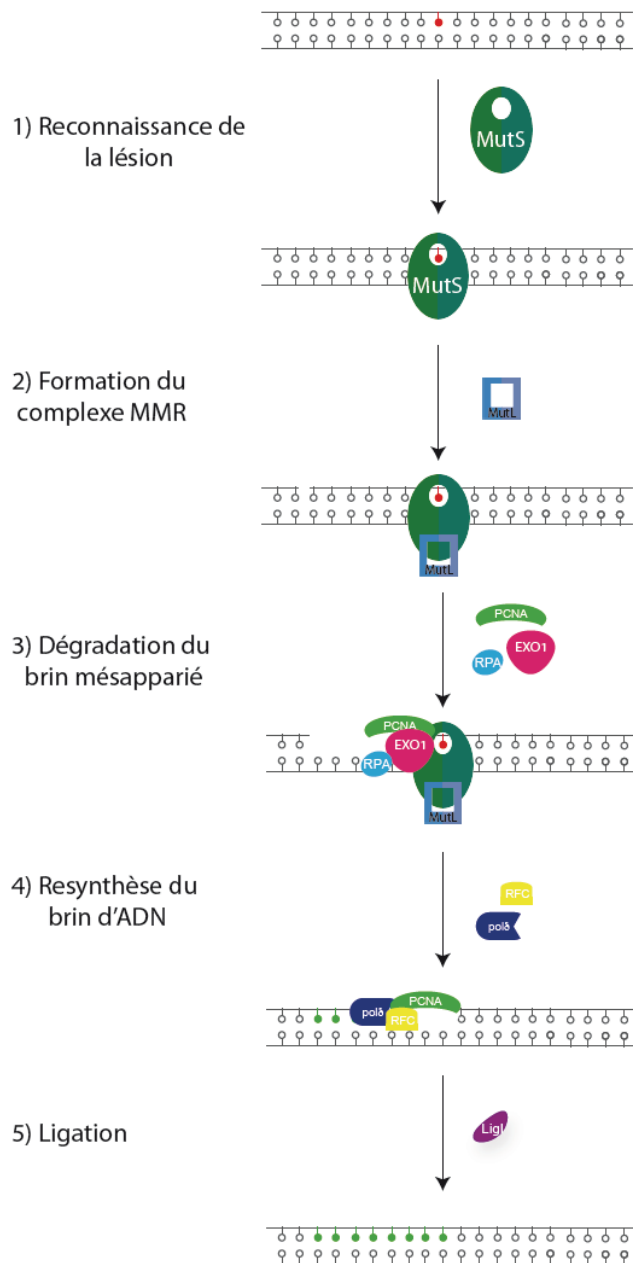 1) Reconnaissance de
la lésion
MutS
MutS
2) Formation du
complexe MMR
MutL
MutL
3) Dégradation du
brin mésapparié
PCNA
EXO1
RPA
PCNA
EXO1
RPA
MutL
4) Resynthèse du
brin d'ADN
RFC
polδ
PCNA
polδ
RFC
5) Ligation
LigI